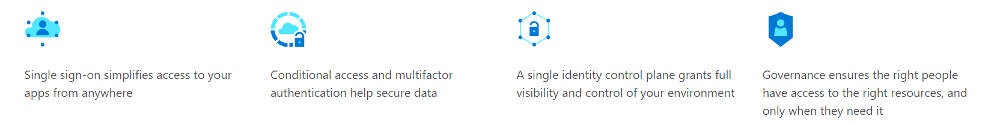 Single sign-on simplifies access to your
apps from anywhere
Conditional access and multifactor
authentication help secure data
A single identity control plane grants full
visibility and control of your environment
Governance ensures the right people
have access to the right resources, and
only when they need it